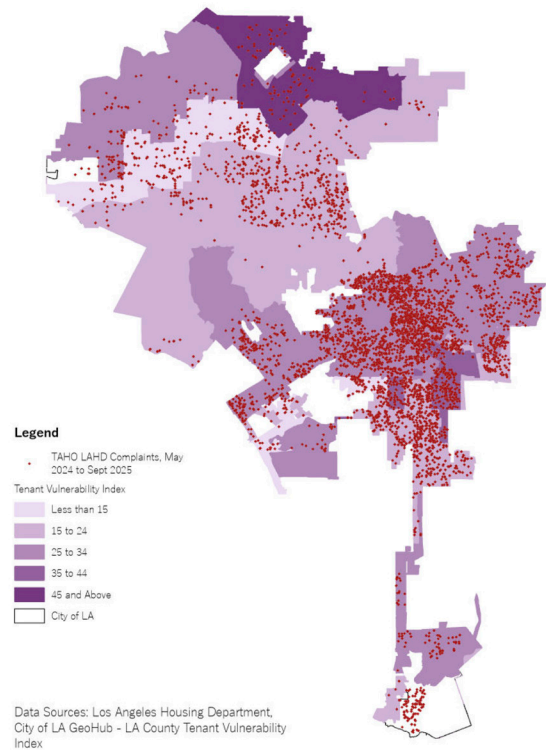 Legend
TAHO LAHD Complaints, May
2024 to Sept 2025
Tenant Vulnerability Index
Less than 15
15 to 24
25 to 34
35 to 44
45 and Above
City of LA
Data Sources: Los Angeles Housing Department,
City of LA GeoHub - LA County Tenant Vulnerability
Index